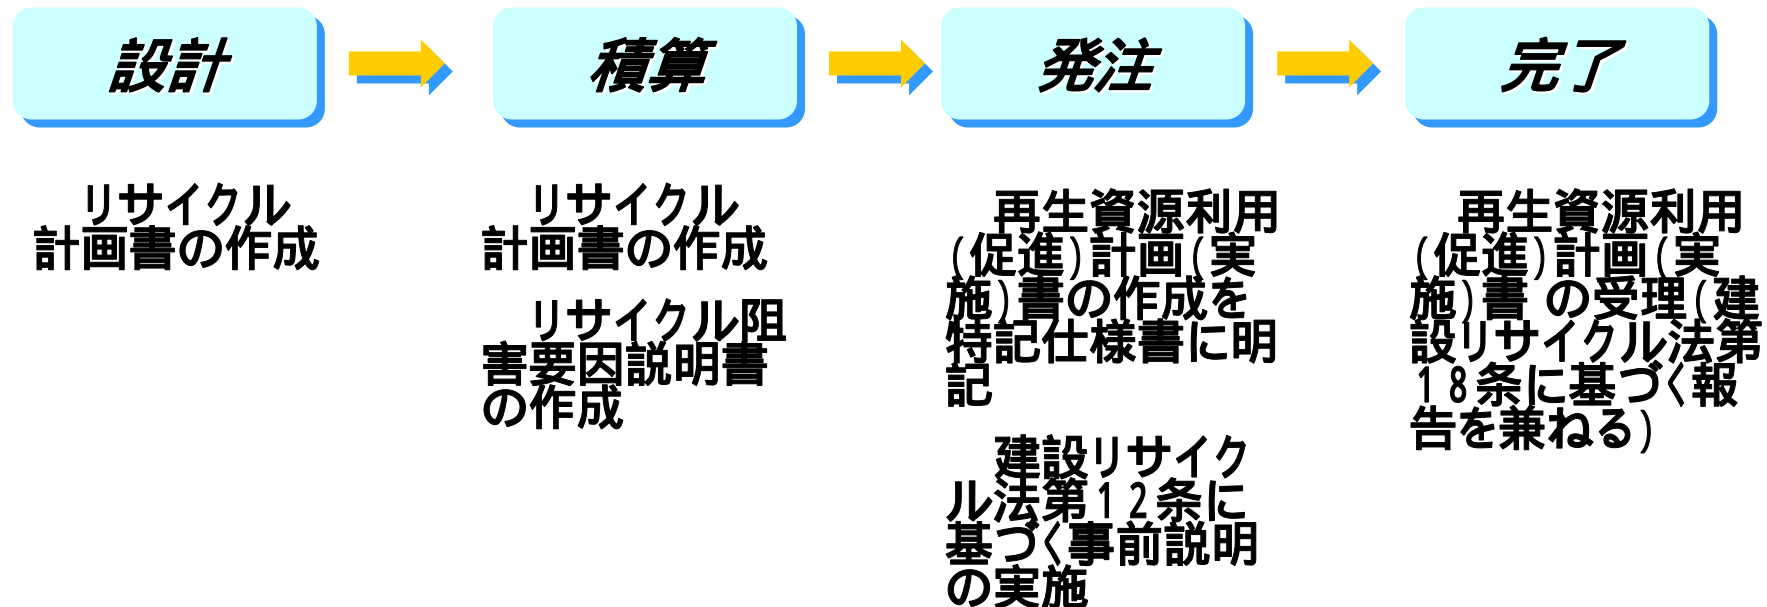 設計
積算
発注
完了
リサイクル
計画書の作成
リサイクル
計画書の作成
リサイクル阻
害要因説明書
の作成
再生資源利用
(促進)計画(実
施)書の作成を
特記仕様書に明
記
建設リサイク
ル法第12条に
基づく事前説明
の実施
再生資源利用
(促進)計画(実
施)書 の受理(建
設リサイクル法第
18条に基づく報
告を兼ねる)